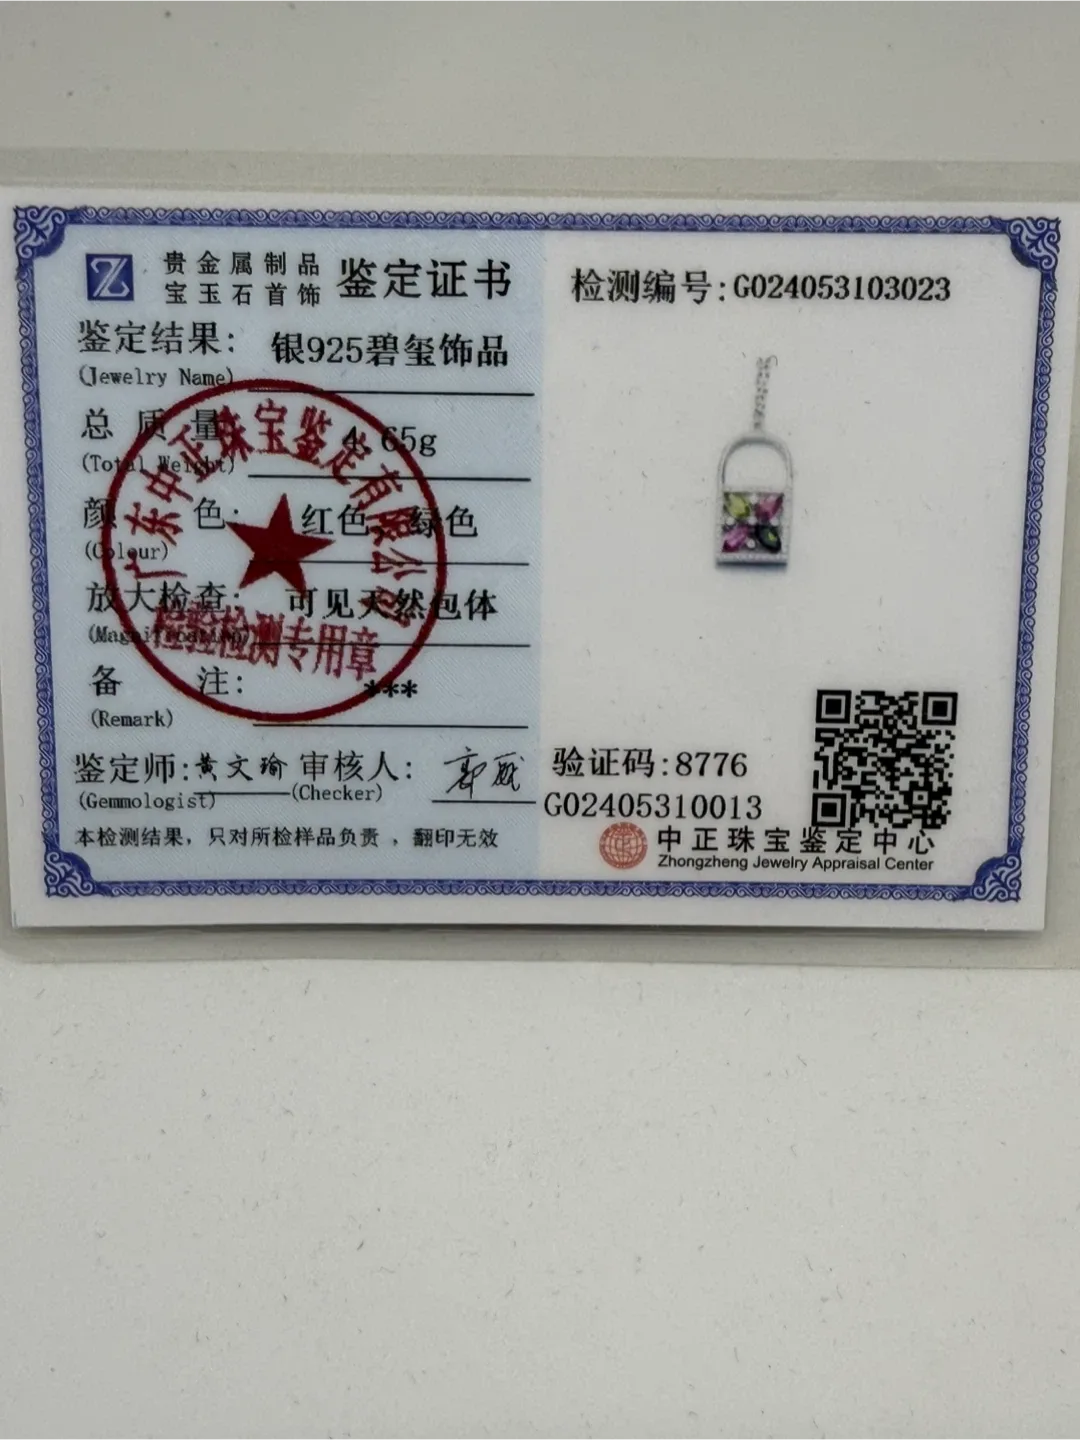 贵金属制品
宝玉石首饰
鉴定证书
鉴定结果: 银925碧玺饰品
(Jewelry Name)
总 质 量 4.65g
(Total Weight)
颜 色: 红色 绿色
(Colour)
放大检查: 可见天然包体
(Magnification)
备 注: ***
(Remark)
鉴定师: 黄文瑜 审核人:
(Gemmologist) (Checker)
本检测结果，只对所检样品负责，翻印无效
广东中正珠宝鉴定有限公司
检验检测专用章
检测编号:G024053103023
验证码:8776
G02405310013
中正珠宝鉴定中心
Zhongzheng Jewelry Appraisal Center